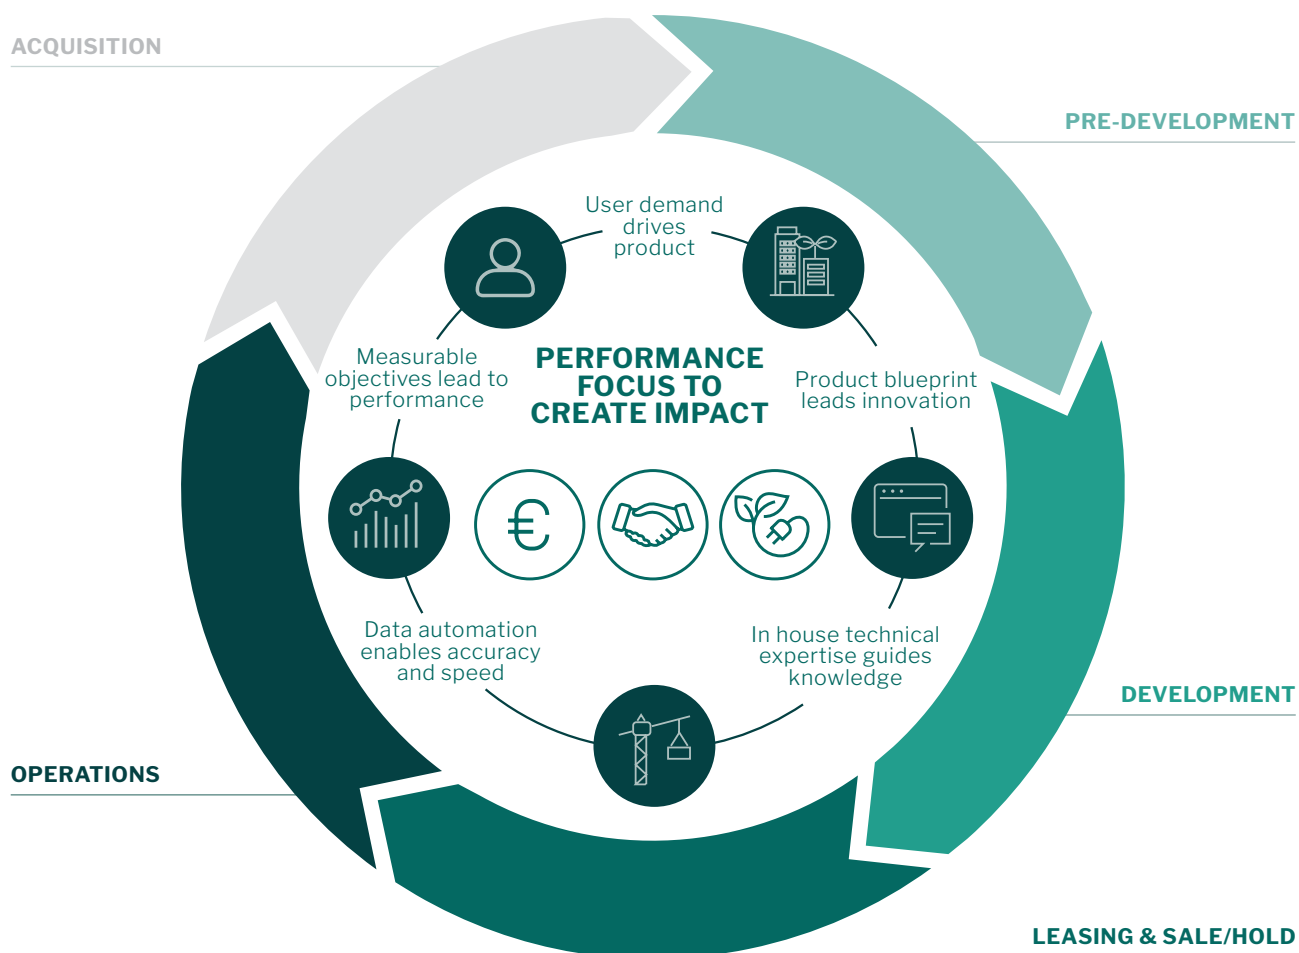 ACQUISITION
PRE-DEVELOPMENT
User demand
drives
product
PERFORMANCE
FOCUS TO
CREATE IMPACT
Measurable
objectives lead to
performance
Product blueprint
leads innovation
€
Data automation
enables accuracy
and speed
In house technical
expertise guides
knowledge
DEVELOPMENT
OPERATIONS
LEASING & SALE/HOLD